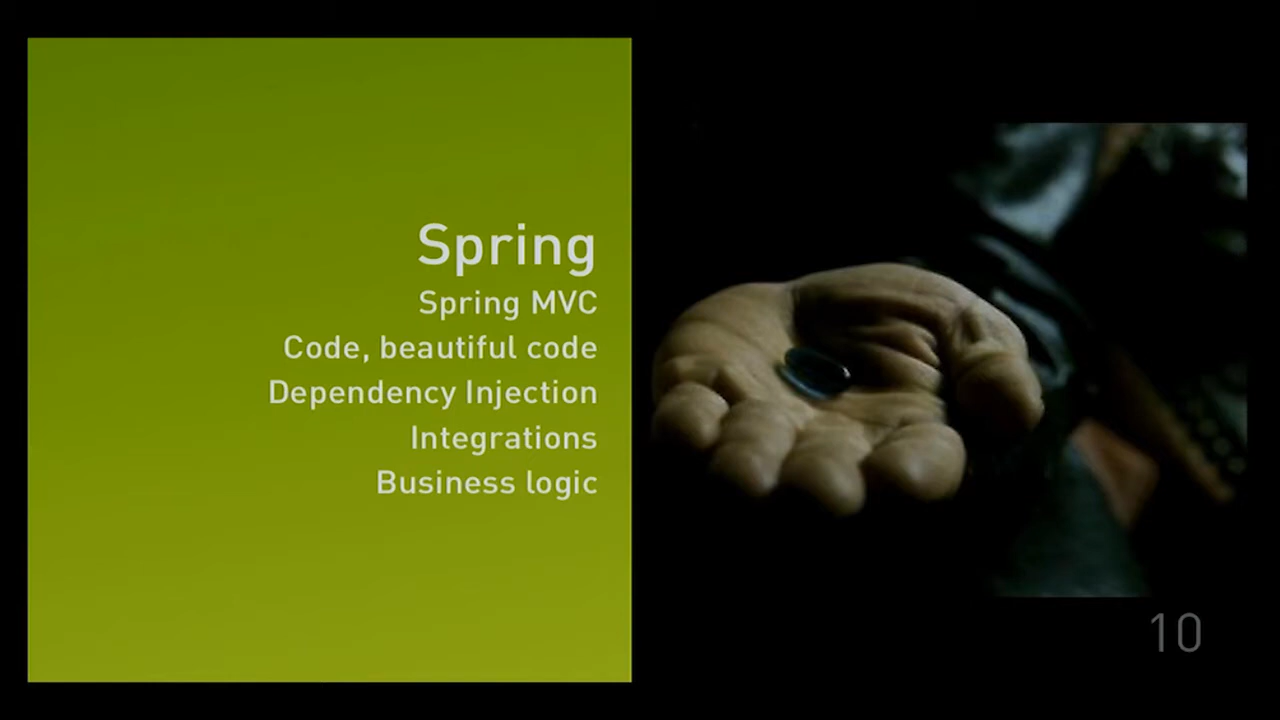 Spring
Spring MVC
Code, beautiful code
Dependency Injection
Integrations
Business logic
10